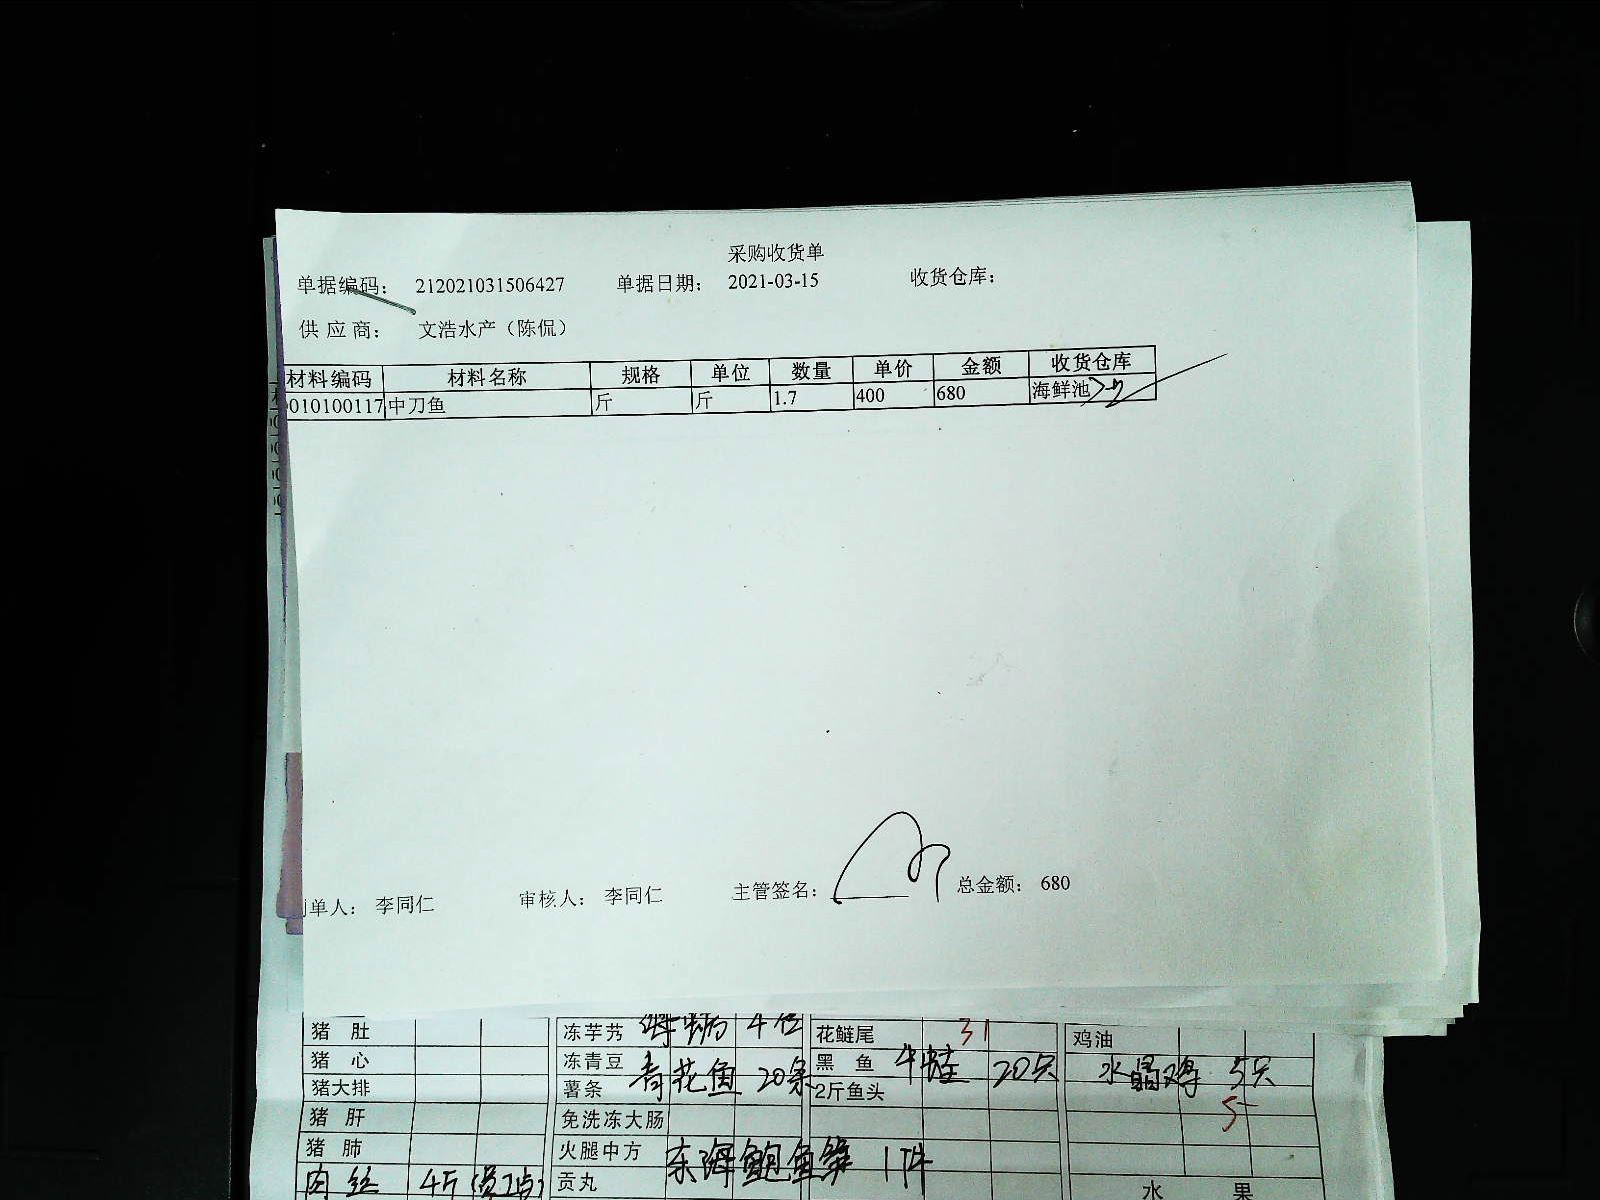 采购收货单
单据编码： 212021031506427 单据日期： 2021-03-15 收货仓库：
供 应 商： 文浩水产（陈侃）
材料编码 材料名称 规格 单位 数量 单价 金额 收货仓库
010100117 中刀鱼 斤 斤 1.7 400 680 海鲜池
单人： 李同仁 审核人： 李同仁 主管签名： 总金额： 680
猪 肚 冻芋艿 4位 花鲢尾 31 鸡油
猪 心 冻青豆 青花鱼 20条 黑 鱼 牛蛙 20只 水晶鸡 5只
猪大排 薯条 2斤鱼头 5
猪 肝 免洗冻大肠
猪 肺 火腿中方 东海鲍鱼 1件
肉丝 4斤 贡丸 水 果